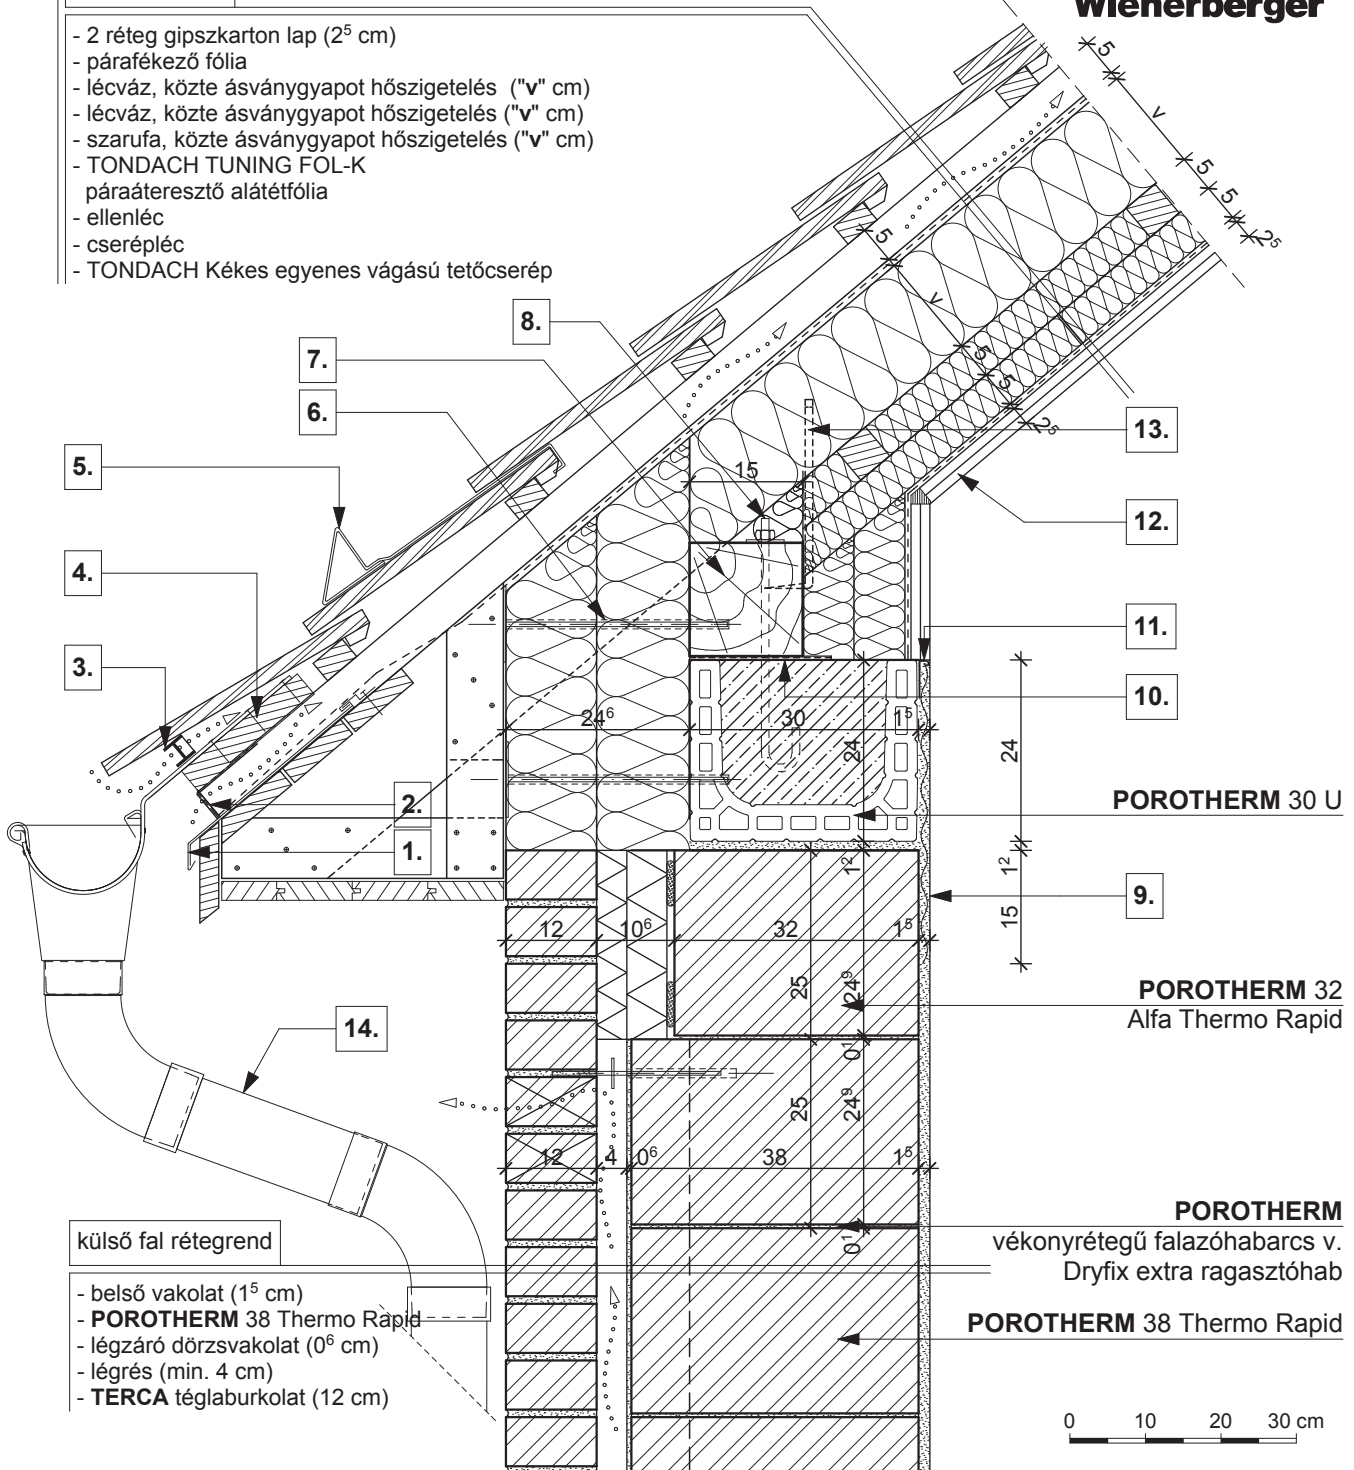 Wienerberger
- 2 réteg gipszkarton lap (2⁵ cm)
- párafékező fólia
- lécváz, közte ásványgyapot hőszigetelés ("v" cm)
- lécváz, közte ásványgyapot hőszigetelés ("v" cm)
- szarufa, közte ásványgyapot hőszigetelés ("v" cm)
- TONDACH TUNING FOL-K
páraáteresztő alátétfólia
- ellenléc
- cserépléc
- TONDACH Kékes egyenes vágású tetőcserép
5
v
5
5
2⁵
5
v
5
5
2⁵
8.
7.
6.
5.
4.
3.
2.
1.
13.
12.
11.
10.
9.
14.
15
24⁶
30
1⁵
24
24
POROTHERM 30 U
1²
1²
15
12
10⁶
32
1⁵
25
24⁹
POROTHERM 32
Alfa Thermo Rapid
0¹
25
24⁹
12
4
0⁶
38
1⁵
0¹
POROTHERM
vékonyrétegű falazóhabarcs v.
Dryfix extra ragasztóhab
POROTHERM 38 Thermo Rapid
külső fal rétegrend
- belső vakolat (1⁵ cm)
- POROTHERM 38 Thermo Rapid
- légzáró dörzsvakolat (0⁶ cm)
- légrés (min. 4 cm)
- TERCA téglaburkolat (12 cm)
0 10 20 30 cm